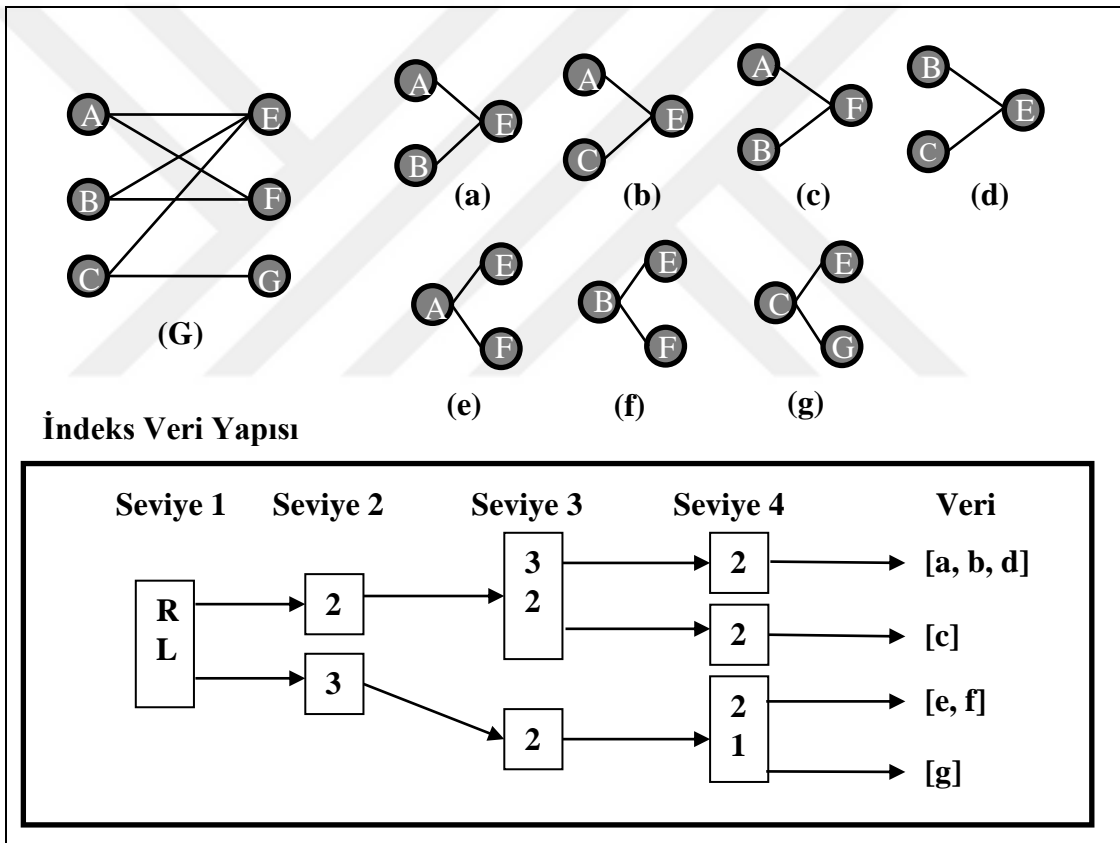 A
E
B
F
C
G
(G)
A
E
B
(a)
A
E
C
(b)
A
F
B
(c)
B
E
C
(d)
E
A
F
(e)
E
B
F
(f)
E
C
G
(g)
İndeks Veri Yapısı
Seviye 1 Seviye 2 Seviye 3 Seviye 4 Veri
R
L
2
3
3
2
2
2
2
2
1
[a, b, d]
[c]
[e, f]
[g]